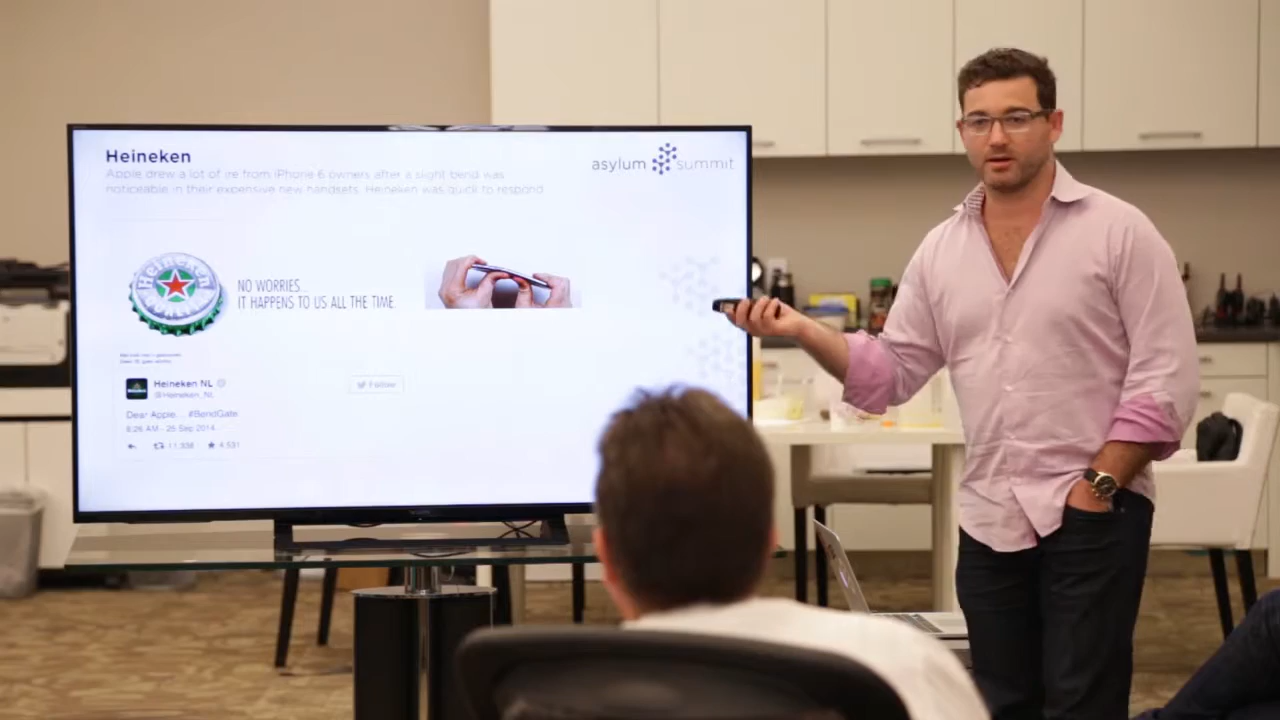 Heineken
Apple drew a lot of ire from iPhone 6 owners after a slight bend was
noticeable in their expensive new handsets. Heineken was quick to respond
asylum summit
Heineken
NO WORRIES...
IT HAPPENS TO US ALL THE TIME.
Heineken NL
@Heineken_NL
Follow
Dear Apple... #BendGate
8:26 AM - 25 Sep 2014
11,338 4,531